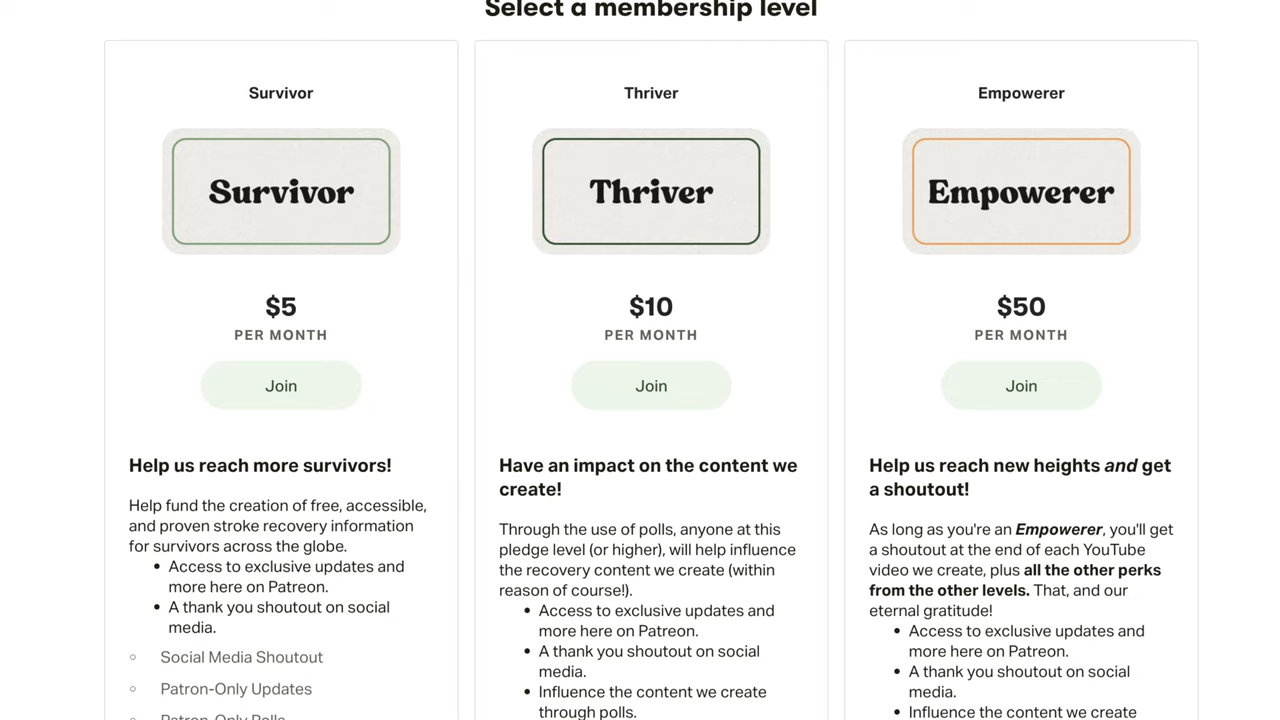 Select a membership level
Survivor
Survivor
$5
PER MONTH
Join
Help us reach more survivors!
Help fund the creation of free, accessible,
and proven stroke recovery information
for survivors across the globe.
• Access to exclusive updates and
more here on Patreon.
• A thank you shoutout on social
media.
Social Media Shoutout
Patron-Only Updates
Patron-Only Polls
Thriver
Thriver
$10
PER MONTH
Join
Have an impact on the content we
create!
Through the use of polls, anyone at this
pledge level (or higher), will help influence
the recovery content we create (within
reason of course!).
• Access to exclusive updates and
more here on Patreon.
• A thank you shoutout on social
media.
• Influence the content we create
through polls.
Empowerer
Empowerer
$50
PER MONTH
Join
Help us reach new heights and get
a shoutout!
As long as you're an Empowerer, you'll get
a shoutout at the end of each YouTube
video we create, plus all the other perks
from the other levels. That, and our
eternal gratitude!
• Access to exclusive updates and
more here on Patreon.
• A thank you shoutout on social
media.
• Influence the content we create